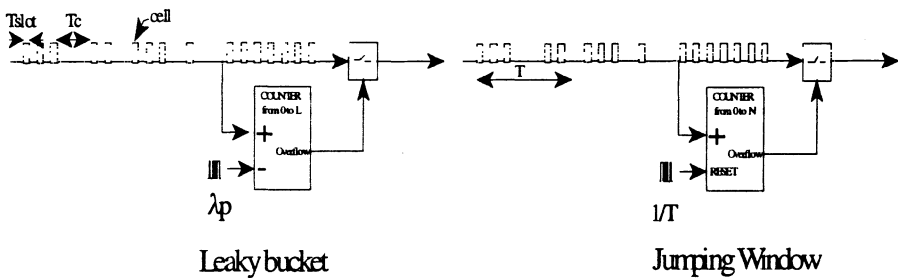 Tslot Tc cell
COUNTER
from 0 to L
+
Overflow
-
λp
Leaky bucket
T
COUNTER
from 0 to N
+
Overflow
RESET
1/T
Jumping Window